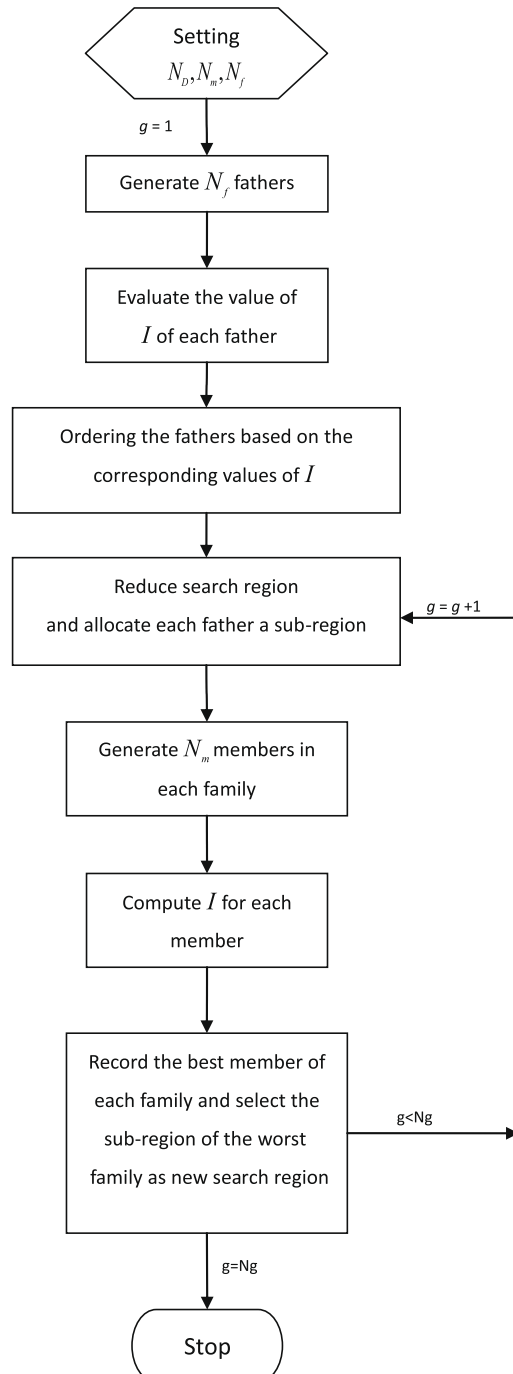 Setting
N_D,N_m,N_f
g = 1
Generate N_f fathers
Evaluate the value of
I of each father
Ordering the fathers based on the
corresponding values of I
Reduce search region
and allocate each father a sub-region
g = g +1
Generate N_m members in
each family
Compute I for each
member
Record the best member of
each family and select the
sub-region of the worst
family as new search region
g<Ng
g=Ng
Stop